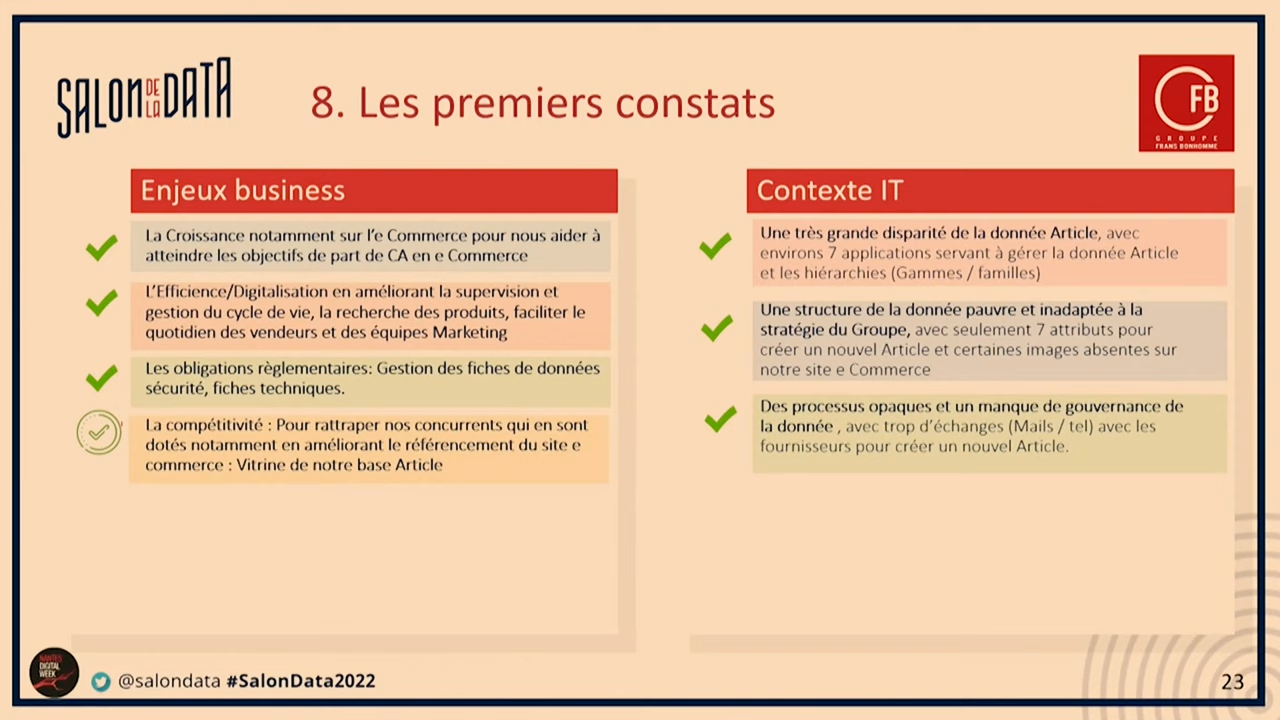 SALON DE LA DATA
8. Les premiers constats
FB
GROUPE
FRANS BONHOMME
Enjeux business
La Croissance notamment sur l'e Commerce pour nous aider à
atteindre les objectifs de part de CA en e Commerce
L'Efficience/Digitalisation en améliorant la supervision et
gestion du cycle de vie, la recherche des produits, faciliter le
quotidien des vendeurs et des équipes Marketing
Les obligations règlementaires: Gestion des fiches de données
sécurité, fiches techniques.
La compétitivité : Pour rattraper nos concurrents qui en sont
dotés notamment en améliorant le référencement du site e
commerce : Vitrine de notre base Article
Contexte IT
Une très grande disparité de la donnée Article, avec
environs 7 applications servant à gérer la donnée Article
et les hiérarchies (Gammes / familles)
Une structure de la donnée pauvre et inadaptée à la
stratégie du Groupe, avec seulement 7 attributs pour
créer un nouvel Article et certaines images absentes sur
notre site e Commerce
Des processus opaques et un manque de gouvernance de
la donnée , avec trop d'échanges (Mails / tel) avec les
fournisseurs pour créer un nouvel Article.
NANTES
DIGITAL
WEEK
@salondata #SalonData2022
23